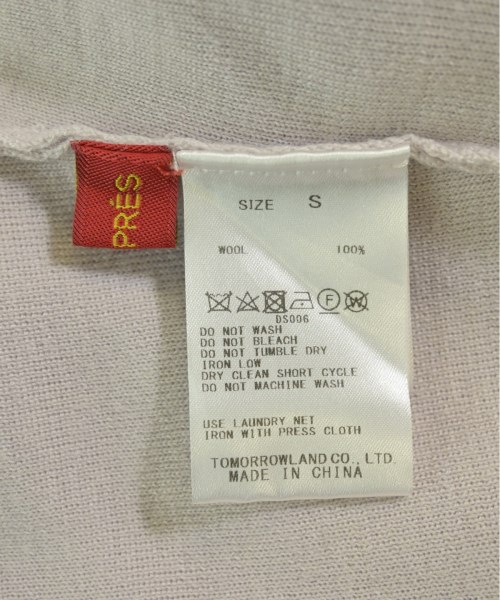 PRÉS
SIZE S
WOOL 100%
F W
DS006
DO NOT WASH
DO NOT BLEACH
DO NOT TUMBLE DRY
IRON LOW
DRY CLEAN SHORT CYCLE
DO NOT MACHINE WASH
USE LAUNDRY NET
IRON WITH PRESS CLOTH
TOMORROWLAND CO., LTD.
MADE IN CHINA